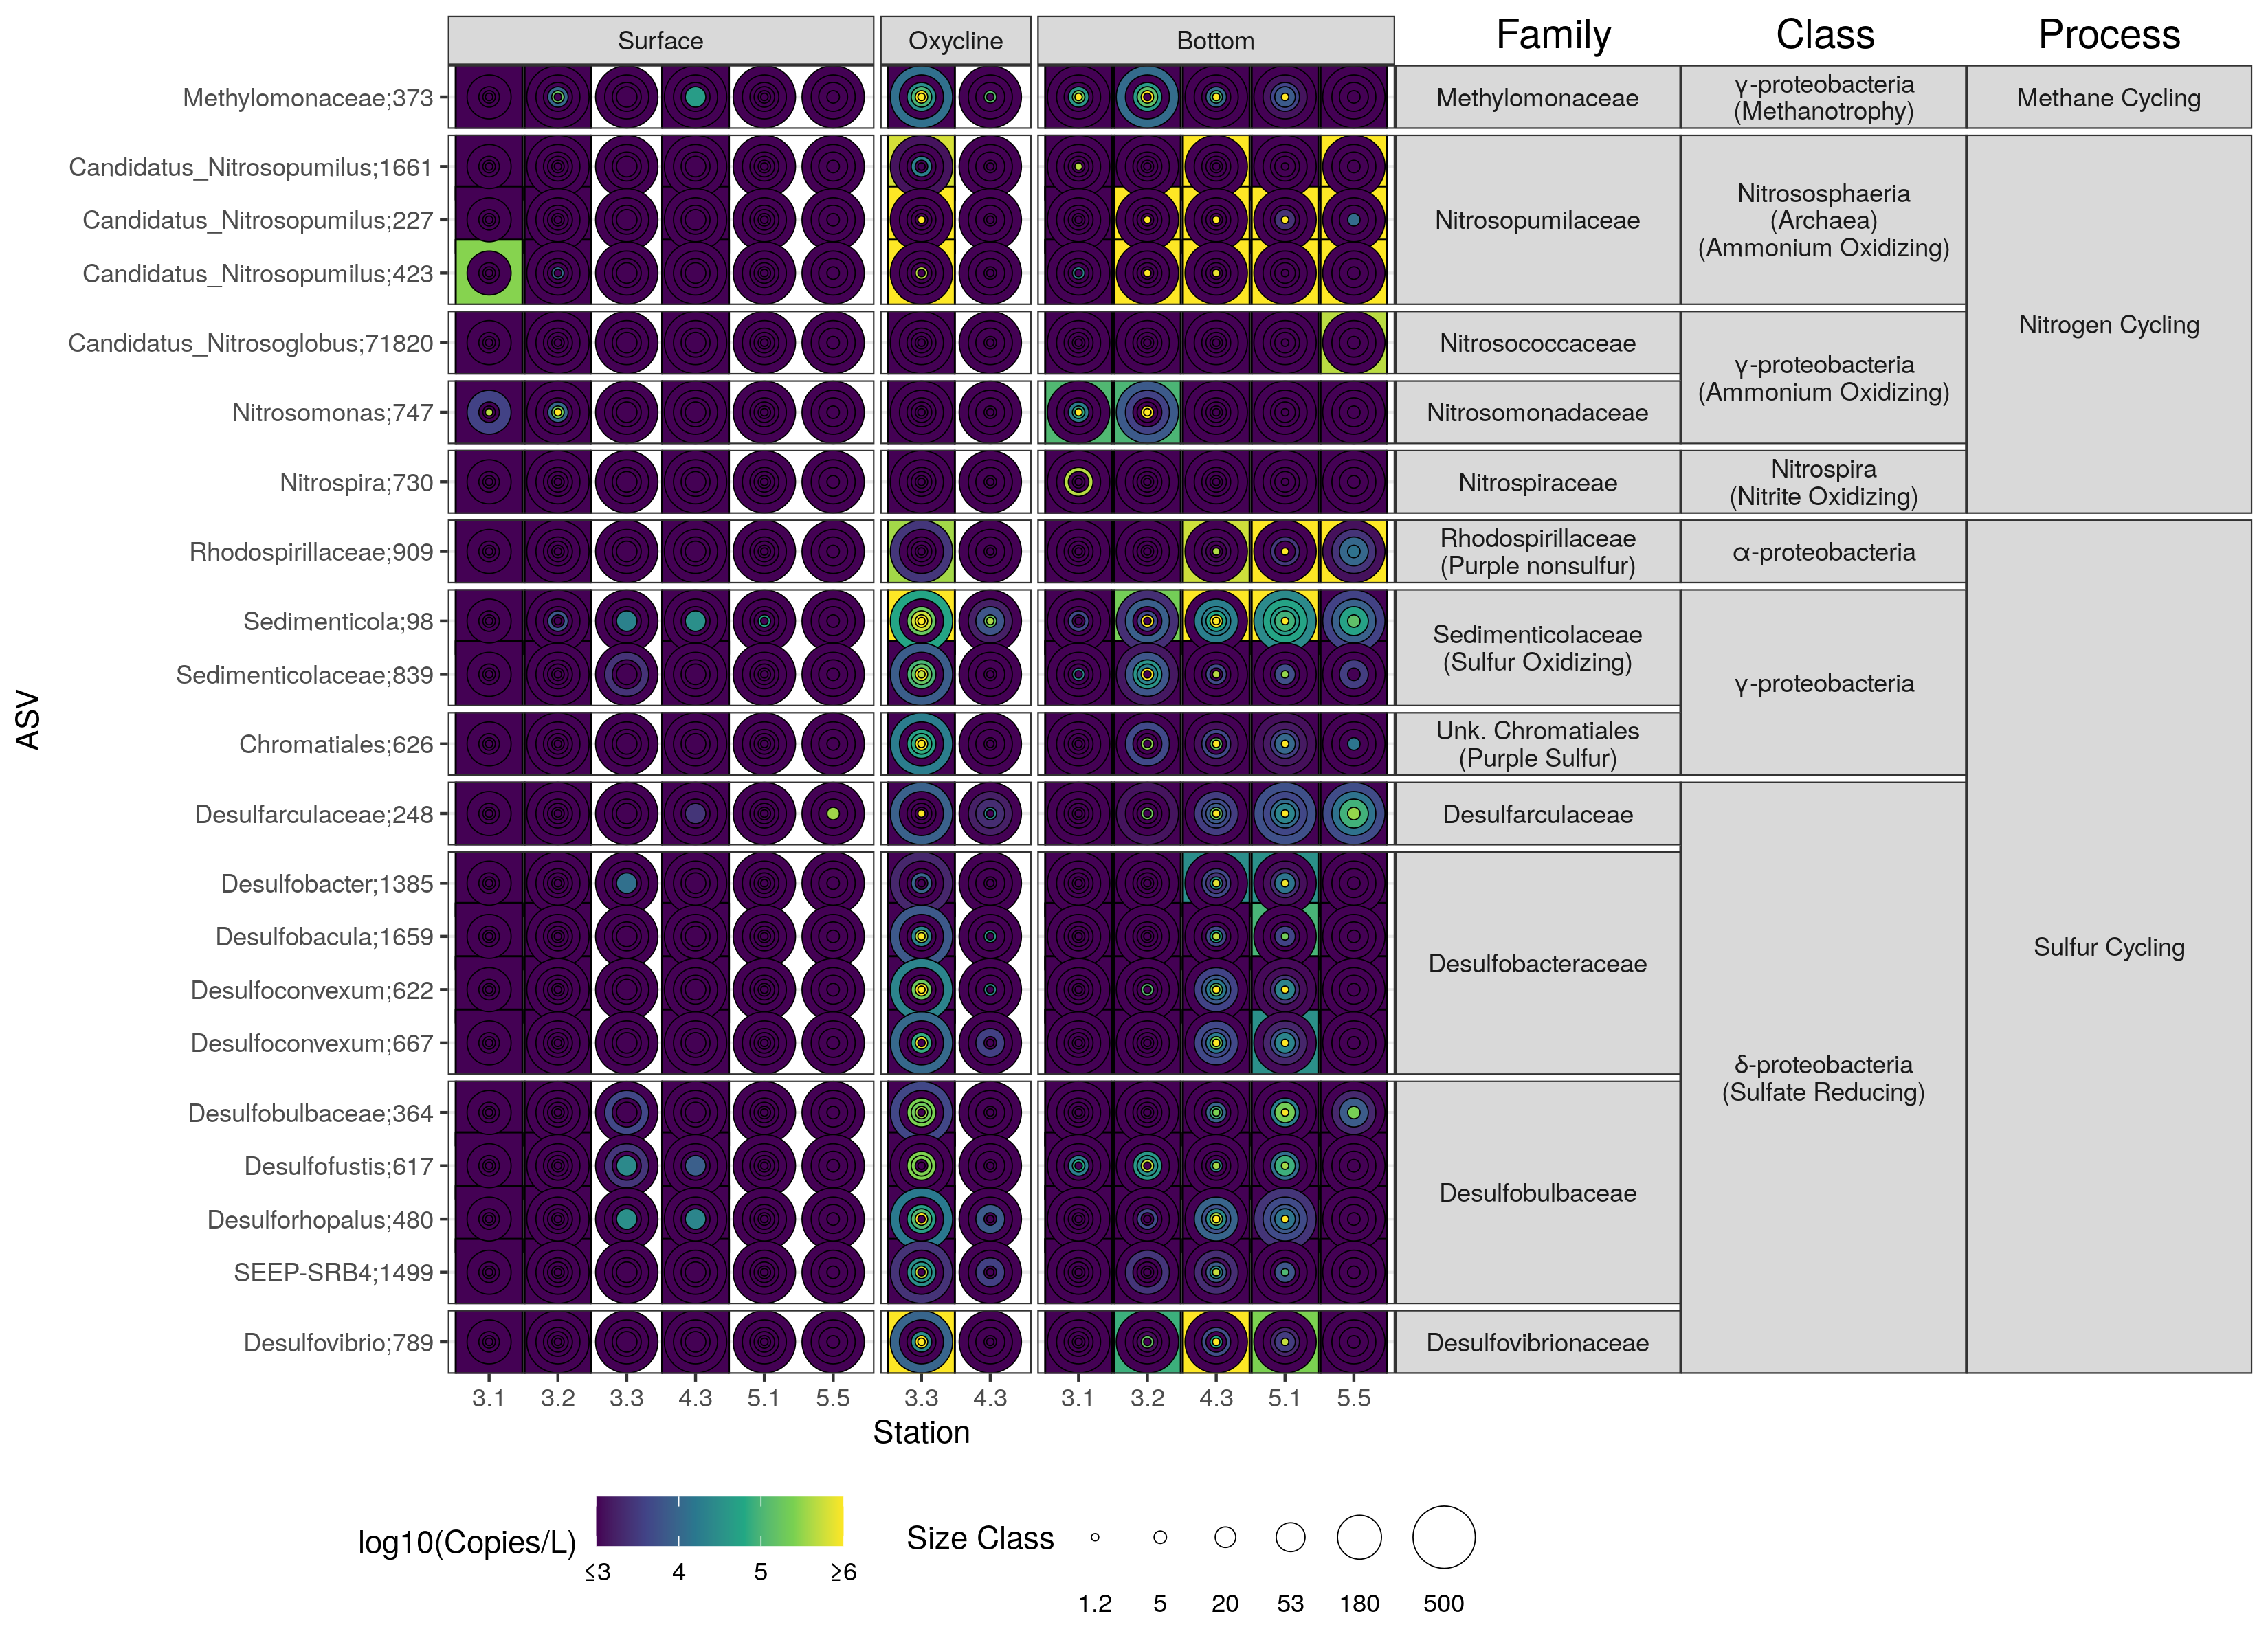 Surface
Oxycline
Bottom
Family
Class
Process
Methylomonaceae;373
Methylomonaceae
γ-proteobacteria
(Methanotrophy)
Methane Cycling
Candidatus_Nitrosopumilus;1661
Candidatus_Nitrosopumilus;227
Candidatus_Nitrosopumilus;423
Nitrosopumilaceae
Nitrososphaeria
(Archaea)
(Ammonium Oxidizing)
Nitrogen Cycling
Candidatus_Nitrosoglobus;71820
Nitrosococcaceae
γ-proteobacteria
(Ammonium Oxidizing)
Nitrosomonas;747
Nitrosomonadaceae
Nitrospira;730
Nitrospiraceae
Nitrospira
(Nitrite Oxidizing)
Rhodospirillaceae;909
Rhodospirillaceae
(Purple nonsulfur)
α-proteobacteria
Sedimenticola;98
Sedimenticolaceae;839
Sedimenticolaceae
(Sulfur Oxidizing)
γ-proteobacteria
Chromatiales;626
Unk. Chromatiales
(Purple Sulfur)
Desulfarculaceae;248
Desulfarculaceae
Desulfobacter;1385
Desulfobacula;1659
Desulfoconvexum;622
Desulfoconvexum;667
Desulfobacteraceae
Sulfur Cycling
δ-proteobacteria
(Sulfate Reducing)
Desulfobulbaceae;364
Desulfofustis;617
Desulforhopalus;480
SEEP-SRB4;1499
Desulfobulbaceae
Desulfovibrio;789
Desulfovibrionaceae
ASV
3.1 3.2 3.3 4.3 5.1 5.5 3.3 4.3 3.1 3.2 4.3 5.1 5.5
Station
log10(Copies/L)
≤3 4 5 ≥6
Size Class
1.2 5 20 53 180 500